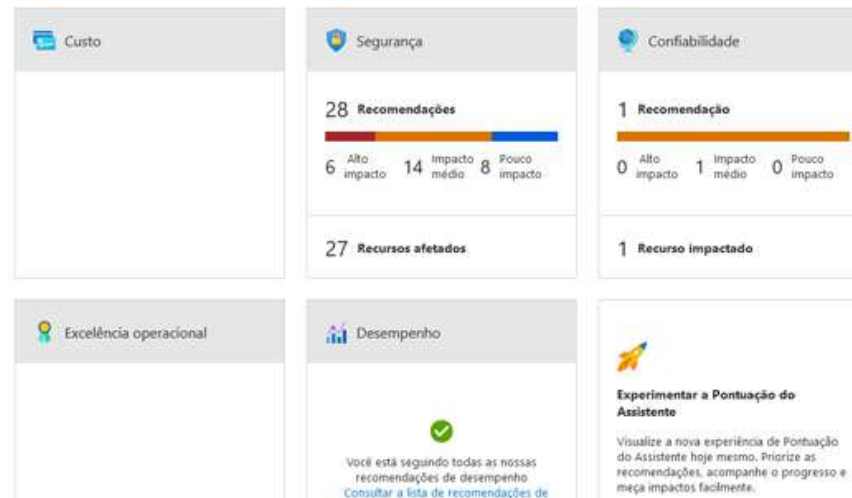 Custo
Segurança
Confiabilidade
28 Recomendações
6 Alto impacto 14 Impacto médio 8 Pouco impacto
27 Recursos afetados
1 Recomendação
0 Alto impacto 1 Impacto médio 0 Pouco impacto
1 Recurso impactado
Excelência operacional
Desempenho
Você está seguindo todas as nossas
recomendações de desempenho
Consultar a lista de recomendações de
Experimentar a Pontuação do
Assistente
Visualize a nova experiência de Pontuação
do Assistente hoje mesmo. Priorize as
recomendações, acompanhe o progresso e
meça impactos facilmente.